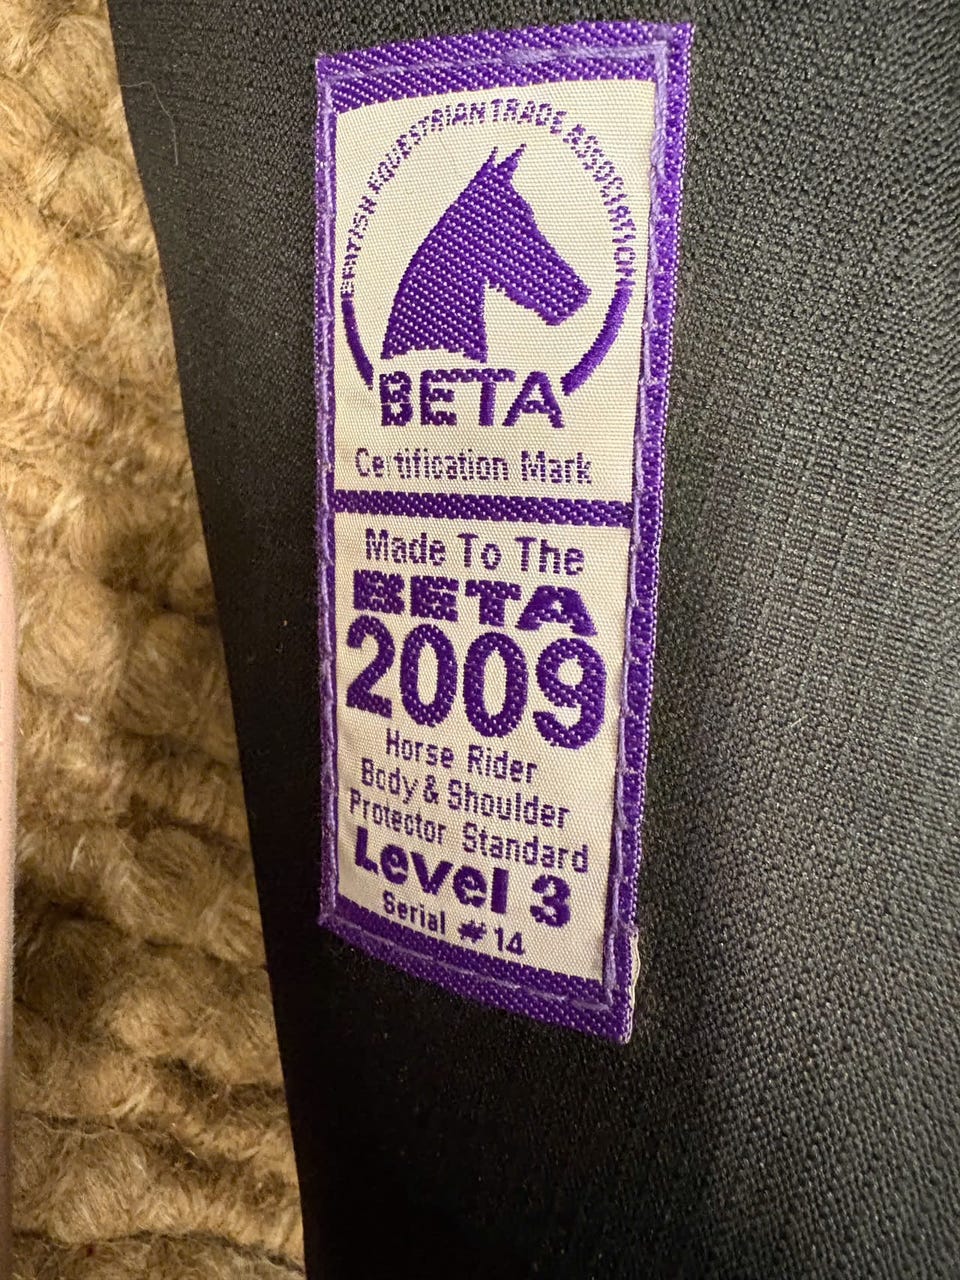 BRITISH EQUESTRIAN TRADE ASSOCIATION
BETA
Certification Mark
Made To The
BETA
2009
Horse Rider
Body & Shoulder
Protector Standard
Level 3
Serial # 14